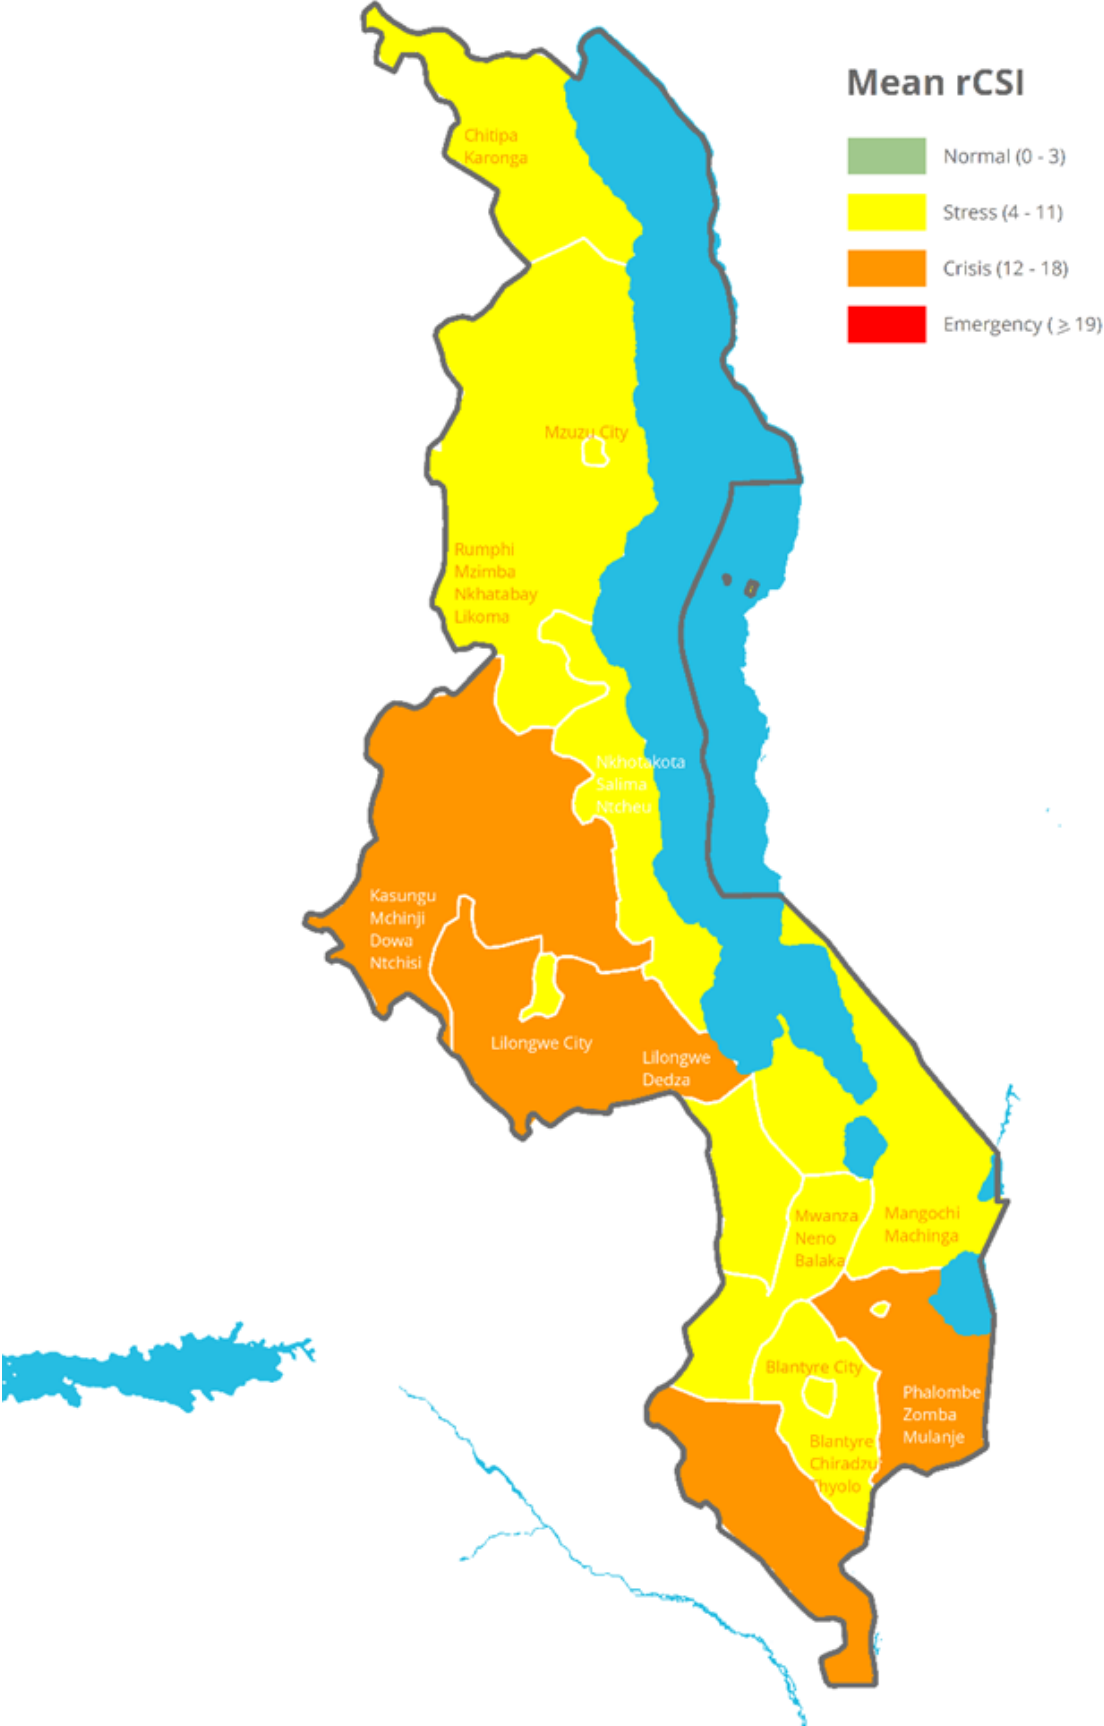 Mean rCSI
Normal (0 - 3)
Stress (4 - 11)
Crisis (12 - 18)
Emergency (⩾ 19)
Chitipa
Karonga
Mzuzu City
Rumphi
Mzimba
Nkhatabay
Likoma
Nkhotakota
Salima
Ntcheu
Kasungu
Mchinji
Dowa
Ntchisi
Lilongwe City
Lilongwe
Dedza
Mwanza
Neno
Balaka
Mangochi
Machinga
Blantyre City
Phalombe
Zomba
Mulanje
Blantyre
Chiradzu
Thyolo